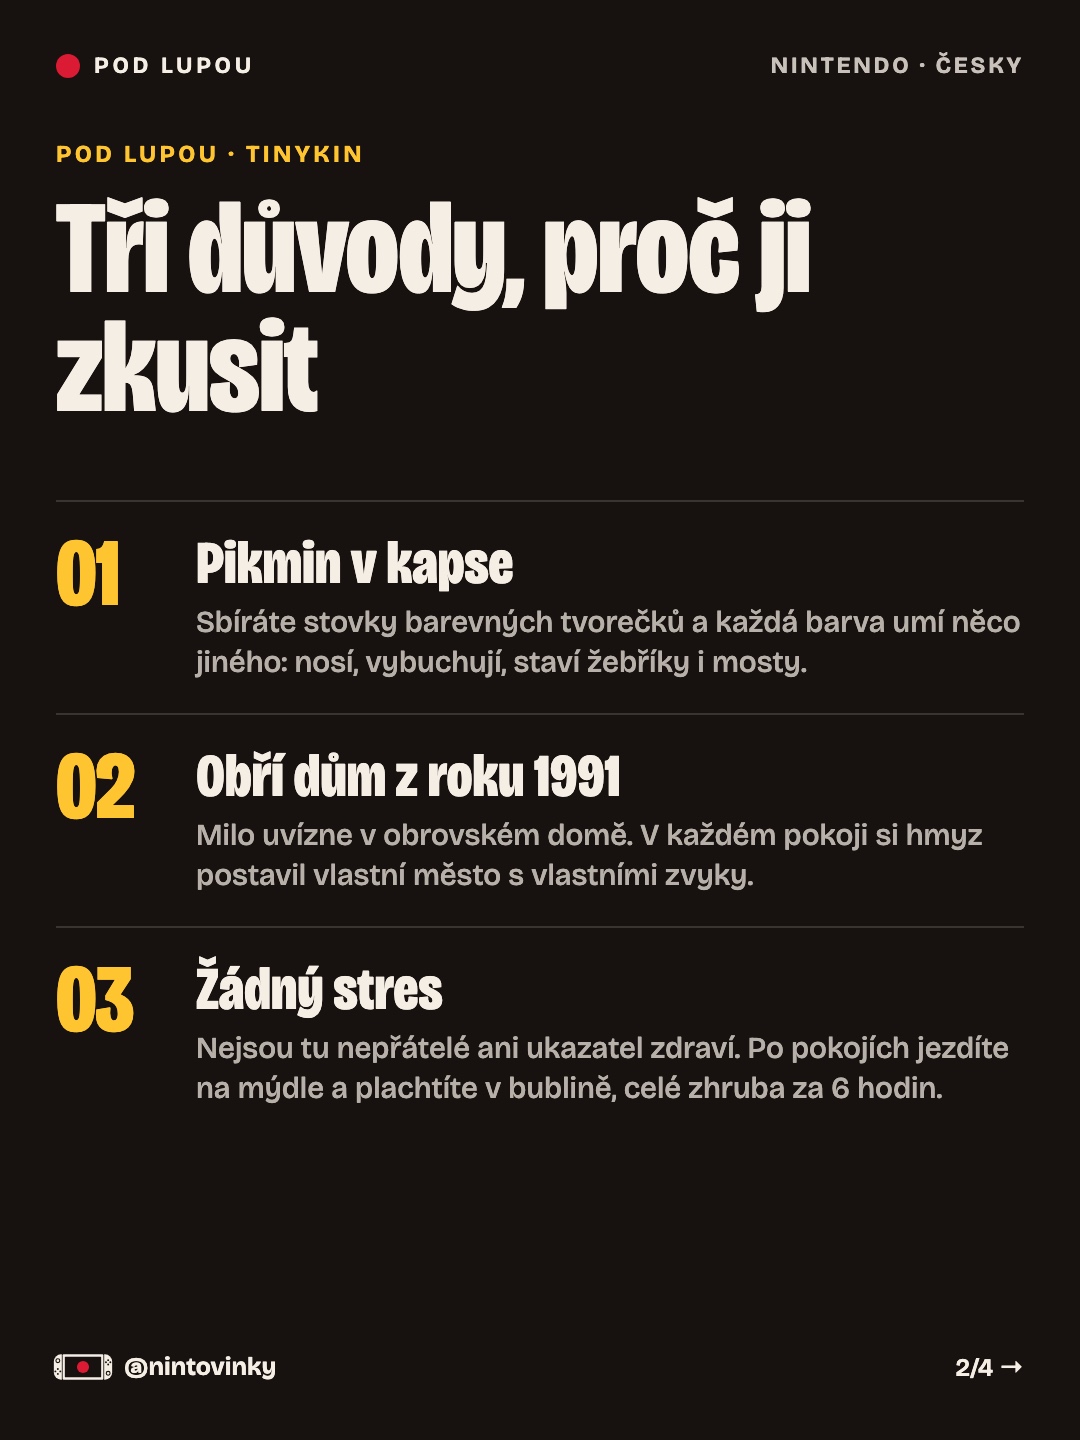 POD LUPOU
NINTENDO · ČESKY
POD LUPOU · TINYKIN
Tři důvody, proč ji
zkusit
01
Pikmin v kapse
Sbíráte stovky barevných tvorečků a každá barva umí něco
jiného: nosí, vybuchují, staví žebříky i mosty.
02
Obří dům z roku 1991
Milo uvízne v obrovském domě. V každém pokoji si hmyz
postavil vlastní město s vlastními zvyky.
03
Žádný stres
Nejsou tu nepřátelé ani ukazatel zdraví. Po pokojích jezdíte
na mýdle a plachtíte v bublině, celé zhruba za 6 hodin.
@nintovinky
2/4 →